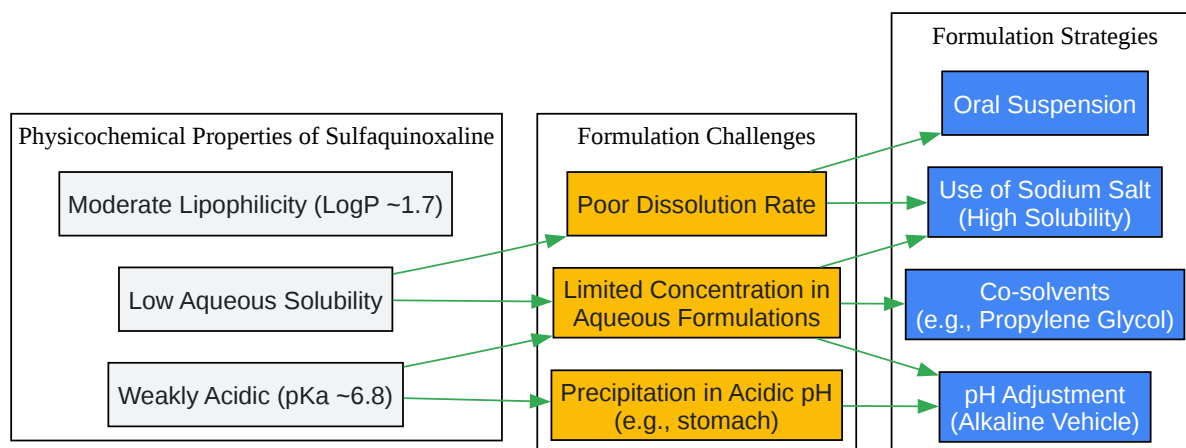 Physicochemical Properties of Sulfaquinoxaline
Moderate Lipophilicity (LogP ~1.7)
Low Aqueous Solubility
Weakly Acidic (pKa ~6.8)
Formulation Challenges
Poor Dissolution Rate
Limited Concentration in
Aqueous Formulations
Precipitation in Acidic pH
(e.g., stomach)
Formulation Strategies
Oral Suspension
Use of Sodium Salt
(High Solubility)
Co-solvents
(e.g., Propylene Glycol)
pH Adjustment
(Alkaline Vehicle)